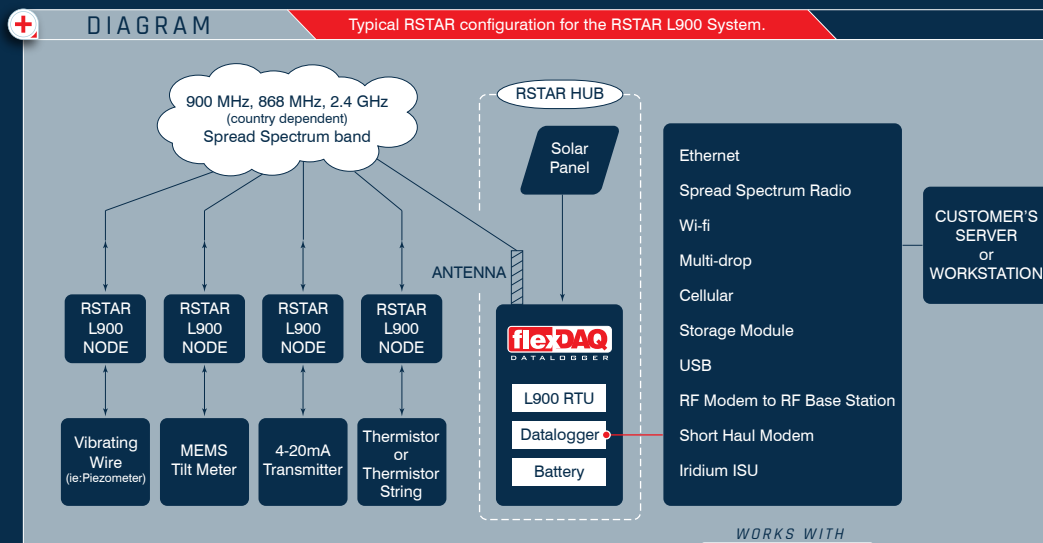 DIAGRAM
Typical RSTAR configuration for the RSTAR L900 System.
900 MHz, 868 MHz, 2.4 GHz
(country dependent)
Spread Spectrum band
RSTAR HUB
Solar
Panel
ANTENNA
RSTAR
L900
NODE
RSTAR
L900
NODE
RSTAR
L900
NODE
RSTAR
L900
NODE
Vibrating
Wire
(ie:Piezometer)
MEMS
Tilt Meter
4-20mA
Transmitter
Thermistor
or
Thermistor
String
flexDAQ
DATALOGGER
L900 RTU
Datalogger
Battery
Ethernet
Spread Spectrum Radio
Wi-fi
Multi-drop
Cellular
Storage Module
USB
RF Modem to RF Base Station
Short Haul Modem
Iridium ISU
CUSTOMER'S
SERVER
or
WORKSTATION
WORKS WITH